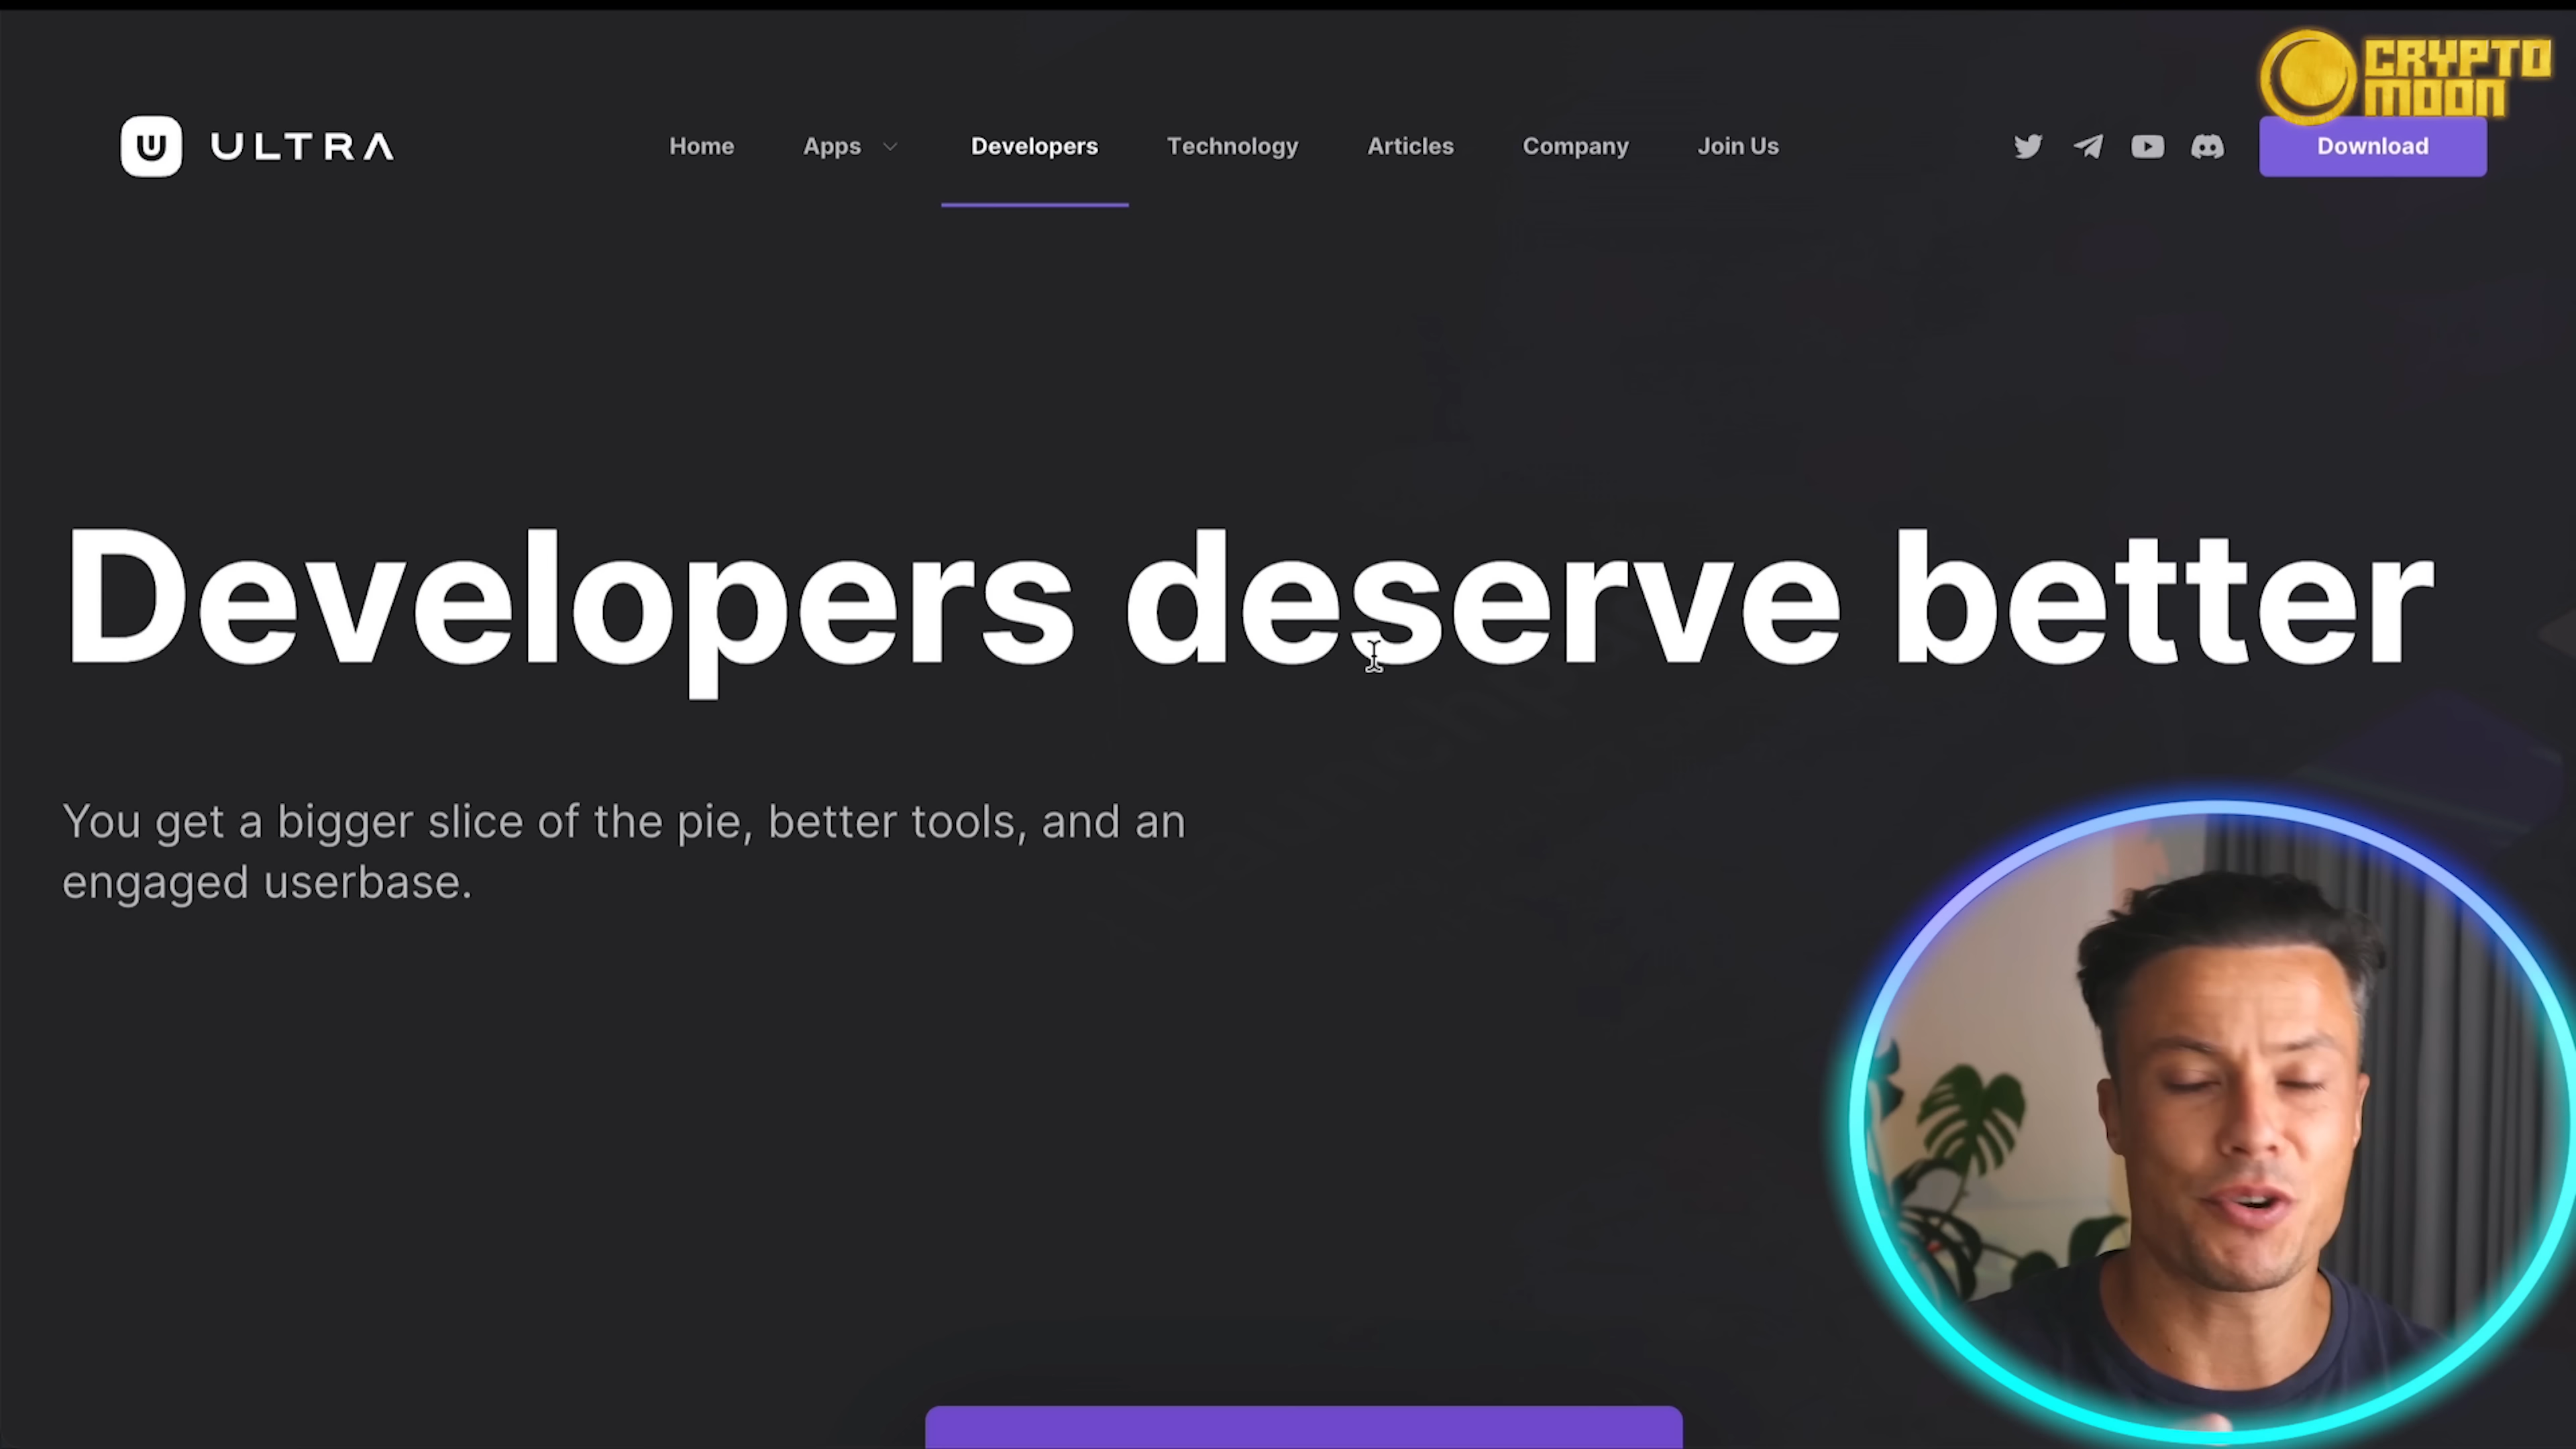 CRYPTO
MOON
ULTRA
Home
Apps
Developers
Technology
Articles
Company
Join Us
Download
Developers deserve better
You get a bigger slice of the pie, better tools, and an
engaged userbase.